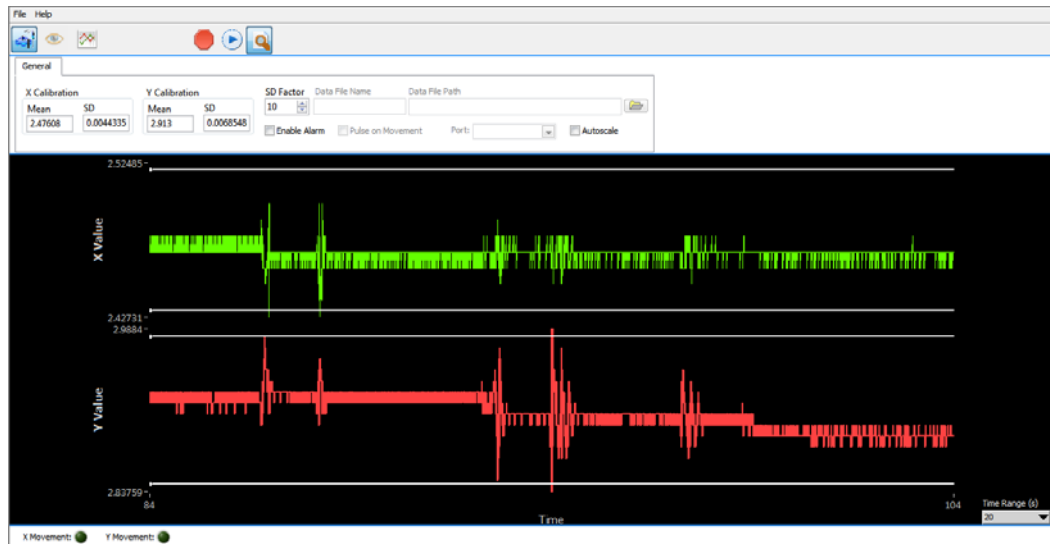 File Help
General
X Calibration Y Calibration SD Factor Data File Name Data File Path
Mean SD Mean SD 10
2.47608 0.0044335 2.913 0.0068548
Enable Alarm Pulse on Movement Port: Autoscale
2.52485
X Value
2.42731
2.9884
Y Value
2.83759
84 104
Time
Time Range (s)
20
X Movement: Y Movement: